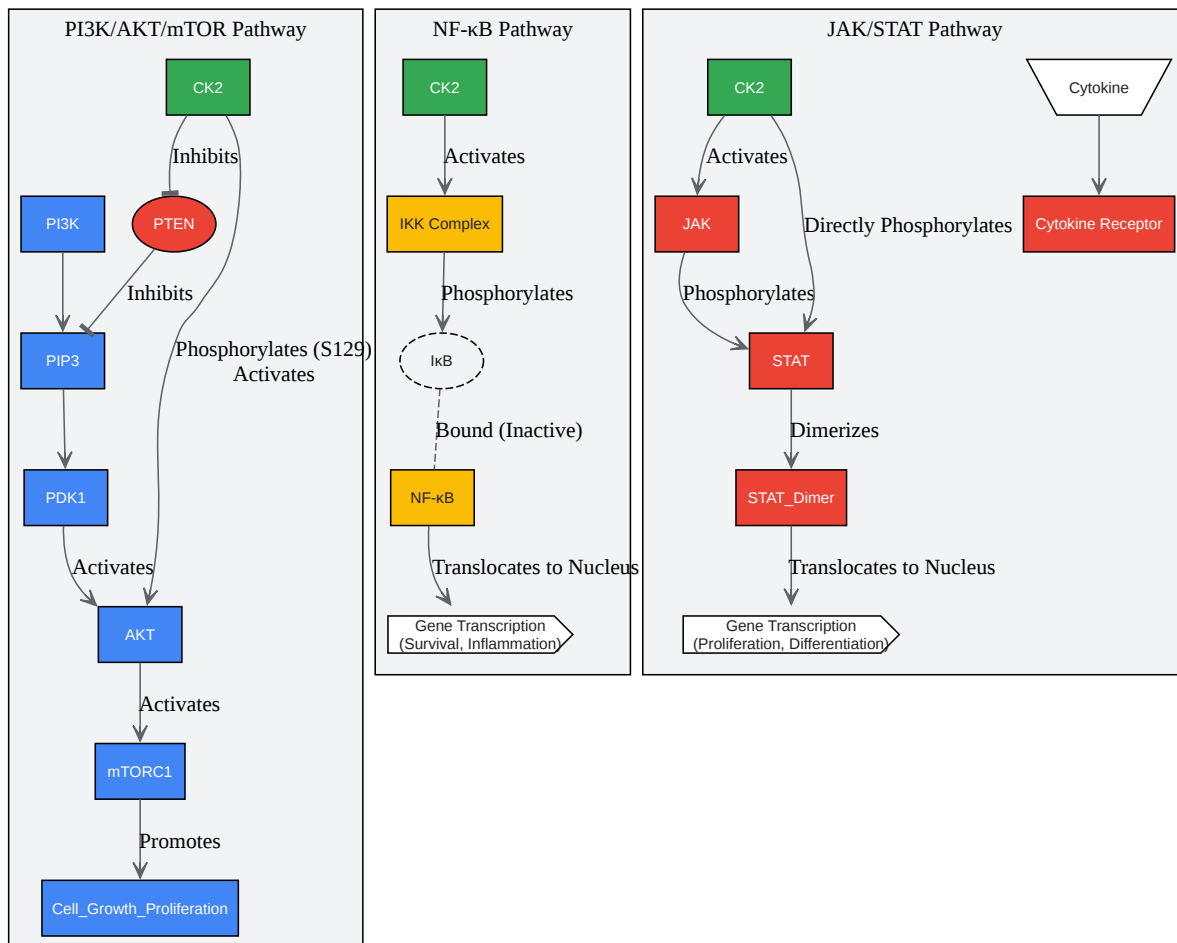 PI3K/AKT/mTOR Pathway
CK2
Inhibits
PI3K
PTEN
Inhibits
PIP3
Phosphorylates (S129)
Activates
PDK1
Activates
AKT
Activates
mTORC1
Promotes
Cell_Growth_Proliferation
NF-κB Pathway
CK2
Activates
IKK Complex
Phosphorylates
IκB
Bound (Inactive)
NF-κB
Translocates to Nucleus
Gene Transcription
(Survival, Inflammation)
JAK/STAT Pathway
CK2
Cytokine
Activates
JAK
Directly Phosphorylates
Cytokine Receptor
Phosphorylates
STAT
Dimerizes
STAT_Dimer
Translocates to Nucleus
Gene Transcription
(Proliferation, Differentiation)